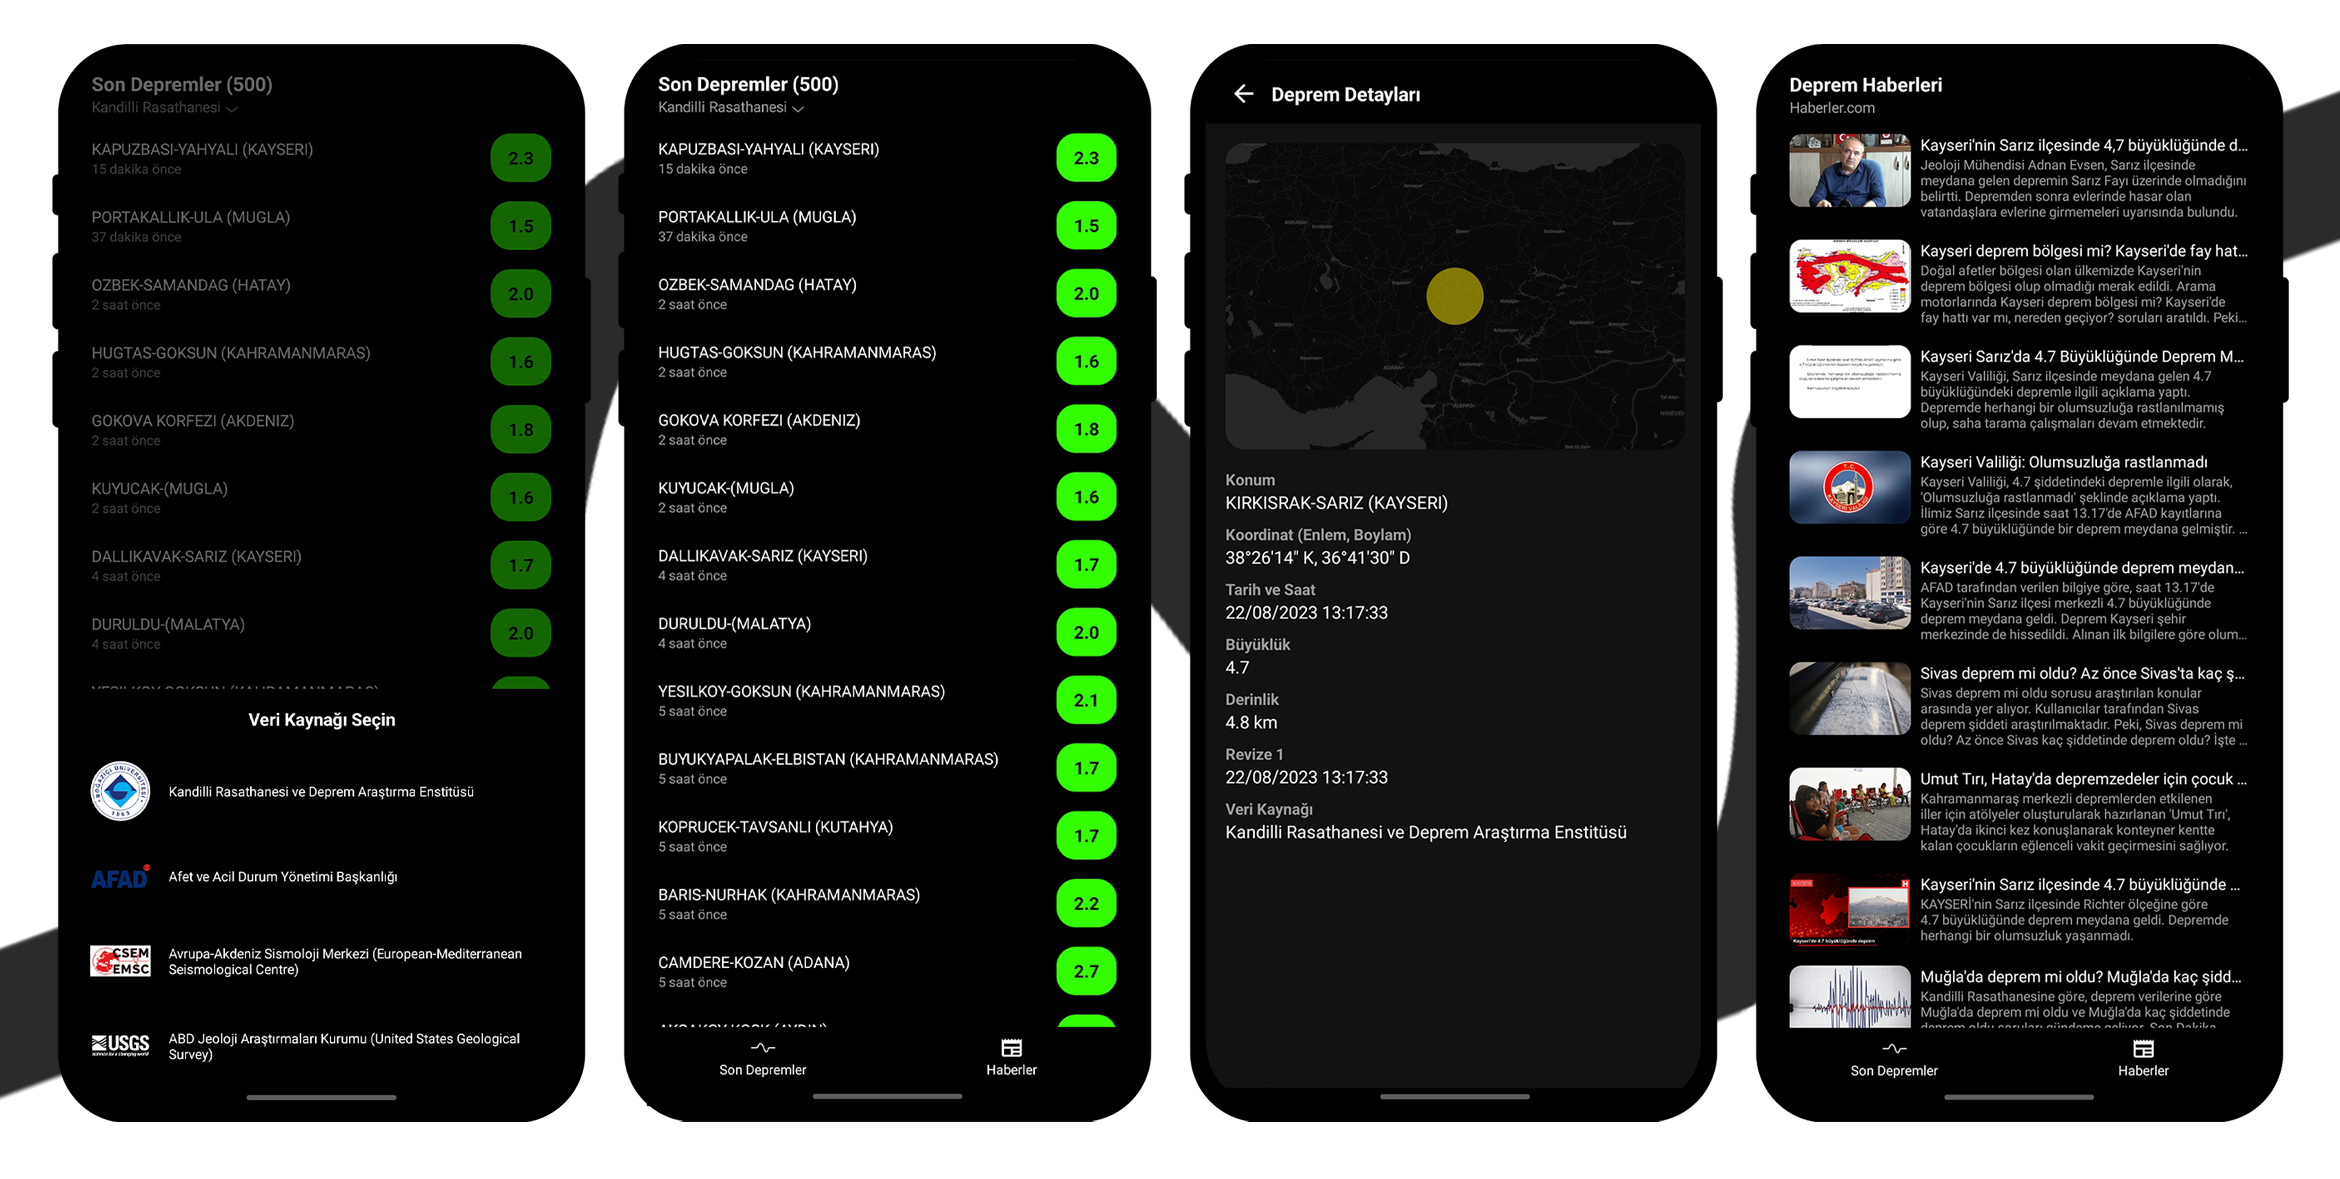 Son Depremler (500)
Kandilli Rasathanesi
KAPUZBASI-YAHYALI (KAYSERI)
15 dakika önce
2.3
PORTAKALLIK-ULA (MUGLA)
37 dakika önce
1.5
OZBEK-SAMANDAG (HATAY)
2 saat önce
2.0
HUGTAS-GOKSUN (KAHRAMANMARAS)
2 saat önce
1.6
GOKOVA KORFEZI (AKDENIZ)
2 saat önce
1.8
KUYUCAK-(MUGLA)
2 saat önce
1.6
DALLIKAVAK-SARIZ (KAYSERI)
4 saat önce
1.7
DURULDU-(MALATYA)
4 saat önce
2.0
Veri Kaynağı Seçin
BOĞAZİÇİ ÜNİVERSİTESİ
1863
Kandilli Rasathanesi ve Deprem Araştırma Enstitüsü
AFAD
Afet ve Acil Durum Yönetimi Başkanlığı
CSEM
EMSC
Avrupa-Akdeniz Sismoloji Merkezi (European-Mediterranean
Seismological Centre)
USGS
science for a changing world
ABD Jeoloji Araştırmaları Kurumu (United States Geological
Survey)
Son Depremler (500)
Kandilli Rasathanesi
KAPUZBASI-YAHYALI (KAYSERI)
15 dakika önce
2.3
PORTAKALLIK-ULA (MUGLA)
37 dakika önce
1.5
OZBEK-SAMANDAG (HATAY)
2 saat önce
2.0
HUGTAS-GOKSUN (KAHRAMANMARAS)
2 saat önce
1.6
GOKOVA KORFEZI (AKDENIZ)
2 saat önce
1.8
KUYUCAK-(MUGLA)
2 saat önce
1.6
DALLIKAVAK-SARIZ (KAYSERI)
4 saat önce
1.7
DURULDU-(MALATYA)
4 saat önce
2.0
YESILKOY-GOKSUN (KAHRAMANMARAS)
5 saat önce
2.1
BUYUKYAPALAK-ELBISTAN (KAHRAMANMARAS)
5 saat önce
1.7
KOPRUCEK-TAVSANLI (KUTAHYA)
5 saat önce
1.7
BARIS-NURHAK (KAHRAMANMARAS)
5 saat önce
2.2
CAMDERE-KOZAN (ADANA)
5 saat önce
2.7
Son Depremler
Haberler
Deprem Detayları
Konum
KIRKISRAK-SARIZ (KAYSERI)
Koordinat (Enlem, Boylam)
38°26'14" K, 36°41'30" D
Tarih ve Saat
22/08/2023 13:17:33
Büyüklük
4.7
Derinlik
4.8 km
Revize 1
22/08/2023 13:17:33
Veri Kaynağı
Kandilli Rasathanesi ve Deprem Araştırma Enstitüsü
Deprem Haberleri
Haberler.com
Kayseri'nin Sarız ilçesinde 4,7 büyüklüğünde d...
Jeoloji Mühendisi Adnan Evsen, Sarız ilçesinde
meydana gelen depremin Sarız Fayı üzerinde olmadığını
belirtti. Depremden sonra evlerinde hasar olan
vatandaşlara evlerine girmemeleri uyarısında bulundu.
Kayseri deprem bölgesi mi? Kayseri'de fay hat...
Doğal afetler bölgesi olan ülkemizde Kayseri'nin
deprem bölgesi olup olmadığı merak edildi. Arama
motorlarında Kayseri deprem bölgesi mi? Kayseri'de
fay hattı var mı, nereden geçiyor? soruları aratıldı. Peki...
Kayseri Sarız'da 4.7 Büyüklüğünde Deprem M...
Kayseri Valiliği, Sarız ilçesinde meydana gelen 4.7
büyüklüğündeki depremle ilgili açıklama yaptı.
Depremde herhangi bir olumsuzluğa rastlanılmamış
olup, saha tarama çalışmaları devam etmektedir.
T.C.
KAYSERİ VALİLİĞİ
Kayseri Valiliği: Olumsuzluğa rastlanmadı
Kayseri Valiliği, 4.7 şiddetindeki depremle ilgili olarak,
'Olumsuzluğa rastlanmadı' şeklinde açıklama yaptı.
İlimiz Sarız ilçesinde saat 13.17'de AFAD kayıtlarına
göre 4.7 büyüklüğünde bir deprem meydana gelmiştir. ...
Kayseri'de 4.7 büyüklüğünde deprem meydan...
AFAD tarafından verilen bilgiye göre, saat 13.17'de
Kayseri'nin Sarız ilçesi merkezli 4.7 büyüklüğünde
deprem meydana geldi. Deprem Kayseri şehir
merkezinde de hissedildi. Alınan ilk bilgilere göre olum...
Sivas deprem mi oldu? Az önce Sivas'ta kaç ş...
Sivas deprem mi oldu sorusu araştırılan konular
arasında yer alıyor. Kullanıcılar tarafından Sivas
deprem şiddeti araştırılmaktadır. Peki, Sivas deprem mi
oldu? Az önce Sivas kaç şiddetinde deprem oldu? İşte ...
Umut Tırı, Hatay'da depremzedeler için çocuk ...
Kahramanmaraş merkezli depremlerden etkilenen
iller için atölyeler oluşturularak hazırlanan 'Umut Tırı',
Hatay'da ikinci kez konuşlanarak konteyner kentte
kalan çocukların eğlenceli vakit geçirmesini sağlıyor.
Kayseri'de 4.7 büyüklüğünde deprem
Kayseri'nin Sarız ilçesinde 4.7 büyüklüğünde ...
KAYSERİ'nin Sarız ilçesinde Richter ölçeğine göre
4.7 büyüklüğünde deprem meydana geldi. Depremde
herhangi bir olumsuzluk yaşanmadı.
Muğla'da deprem mi oldu? Muğla'da kaç şidd...
Kandilli Rasathanesine göre, deprem verilerine göre
Muğla'da deprem mi oldu ve Muğla'da kaç şiddetinde
deprem oldu soruları gündeme geliyor. Son Dakika
Son Depremler
Haberler